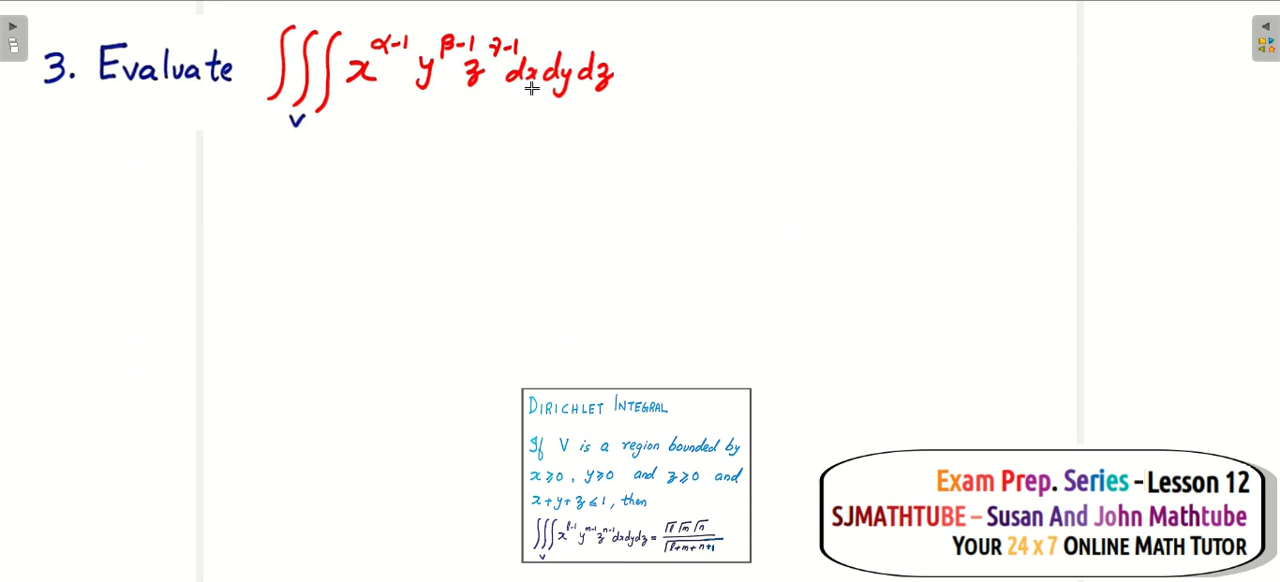 3. Evaluate ∫∫∫ x^(α-1) y^(β-1) z^(γ-1) dx dy dz
V
DIRICHLET INTEGRAL
If V is a region bounded by
x ≥ 0, y ≥ 0 and z ≥ 0 and
x + y + z ≤ 1, then
∫∫∫ x^(l-1) y^(m-1) z^(n-1) dx dy dz = Γl Γm Γn / Γl+m+n+1
V
Exam Prep. Series - Lesson 12
SJMATHTUBE – Susan And John Mathtube
YOUR 24 x 7 ONLINE MATH TUTOR